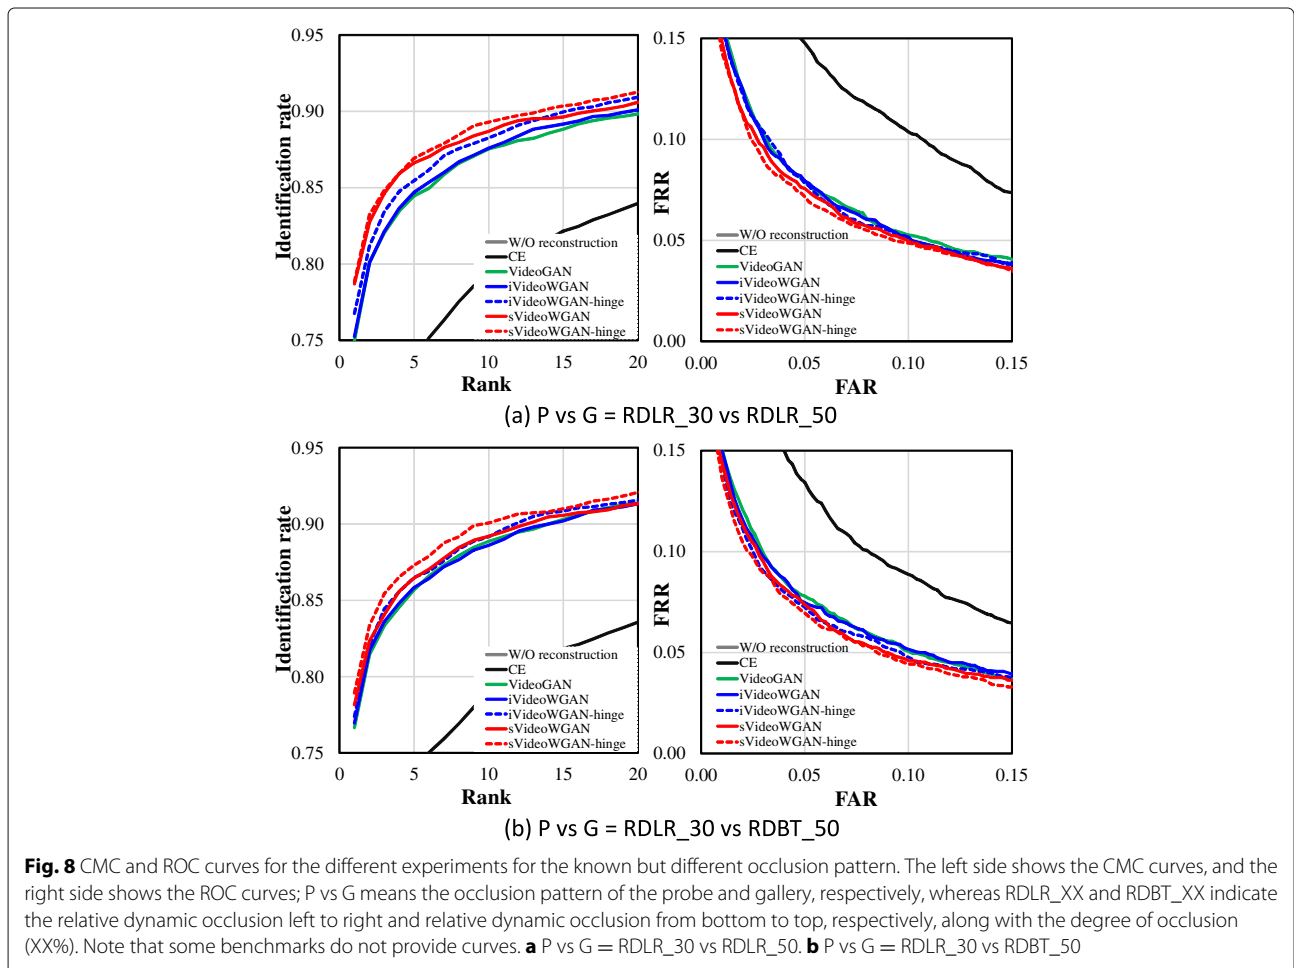 0.95
0.90
0.85
0.80
0.75
Identification rate
0
5
10
15
20
Rank
W/O reconstruction
CE
VideoGAN
iVideoWGAN
iVideoWGAN-hinge
sVideoWGAN
sVideoWGAN-hinge
0.15
0.10
0.05
0.00
FRR
0.00
0.05
0.10
0.15
FAR
W/O reconstruction
CE
VideoGAN
iVideoWGAN
iVideoWGAN-hinge
sVideoWGAN
sVideoWGAN-hinge
(a) P vs G = RDLR_30 vs RDLR_50
0.95
0.90
0.85
0.80
0.75
Identification rate
0
5
10
15
20
Rank
W/O reconstruction
CE
VideoGAN
iVideoWGAN
iVideoWGAN-hinge
sVideoWGAN
sVideoWGAN-hinge
0.15
0.10
0.05
0.00
FRR
0.00
0.05
0.10
0.15
FAR
W/O reconstruction
CE
VideoGAN
iVideoWGAN
iVideoWGAN-hinge
sVideoWGAN
sVideoWGAN-hinge
(b) P vs G = RDLR_30 vs RDBT_50
Fig. 8 CMC and ROC curves for the different experiments for the known but different occlusion pattern. The left side shows the CMC curves, and the
right side shows the ROC curves; P vs G means the occlusion pattern of the probe and gallery, respectively, whereas RDLR_XX and RDBT_XX indicate
the relative dynamic occlusion left to right and relative dynamic occlusion from bottom to top, respectively, along with the degree of occlusion
(XX%). Note that some benchmarks do not provide curves. a P vs G = RDLR_30 vs RDLR_50. b P vs G = RDLR_30 vs RDBT_50